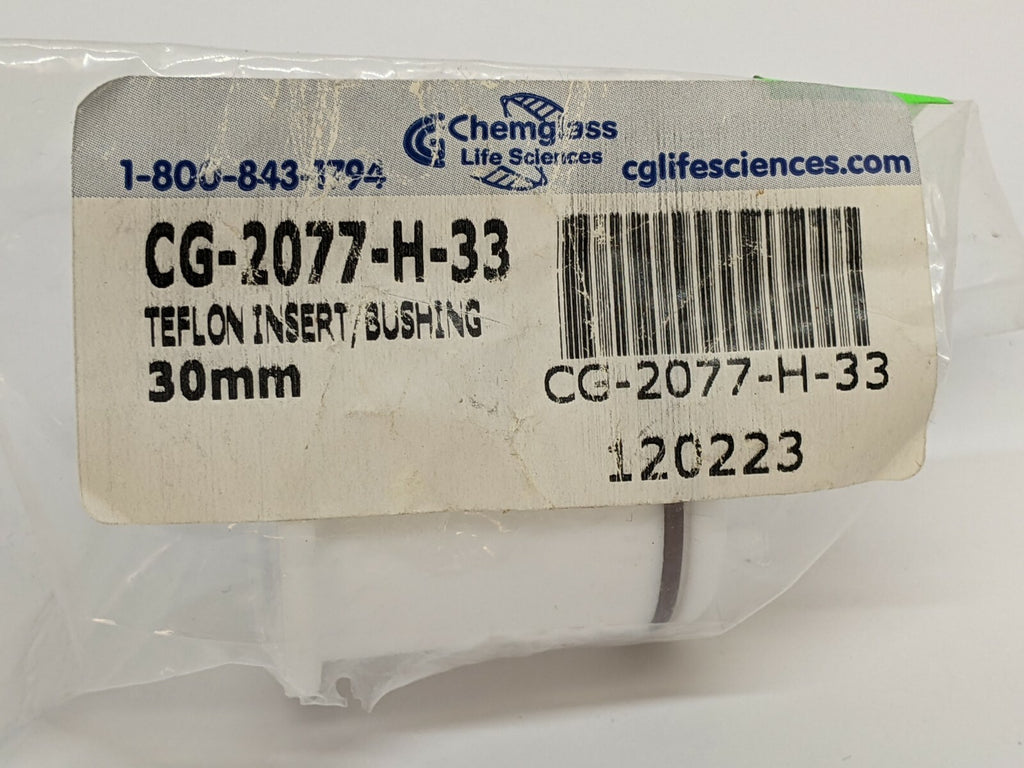 Chemglass
Life Sciences
1-800-843-1794
cglifesciences.com
CG-2077-H-33
TEFLON INSERT/BUSHING
30mm
CG-2077-H-33
120223